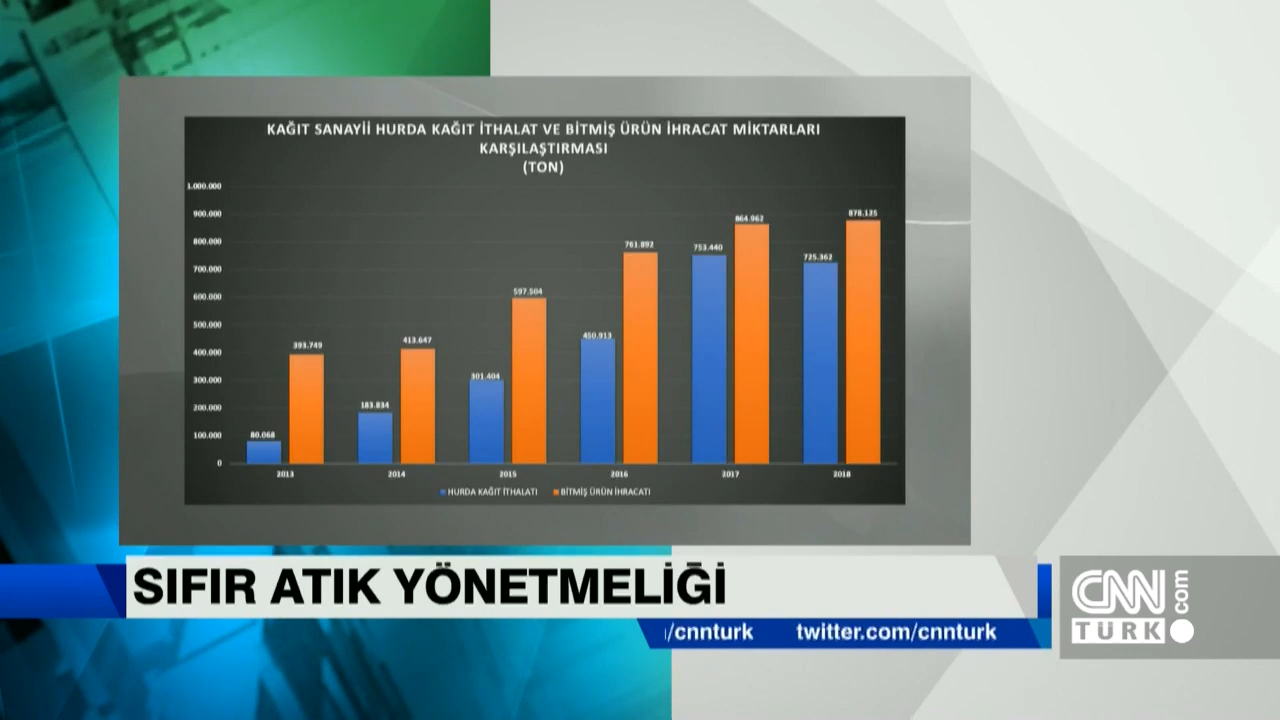 KAĞIT SANAYİİ HURDA KAĞIT İTHALAT VE BİTMİŞ ÜRÜN İHRACAT MİKTARLARI
KARŞILAŞTIRMASI
(TON)
1.000.000
900.000
800.000
700.000
600.000
500.000
400.000
300.000
200.000
100.000
0
80.068
393.749
183.834
413.647
301.404
597.504
450.913
761.892
753.440
864.962
725.362
878.135
2013
2014
2015
2016
2017
2018
HURDA KAĞIT İTHALATI
BİTMİŞ ÜRÜN İHRACATI
SIFIR ATIK YÖNETMELİĞİ
/cnnturk twitter.com/cnnturk
CNN
TURK
.com